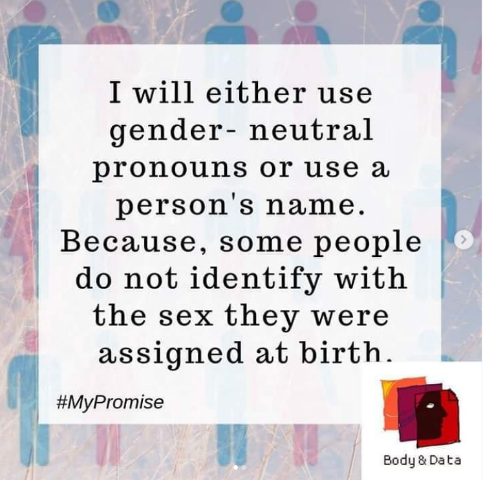 I will either use
gender- neutral
pronouns or use a
person's name.
Because, some people
do not identify with
the sex they were
assigned at birth.
#MyPromise
Body & Data